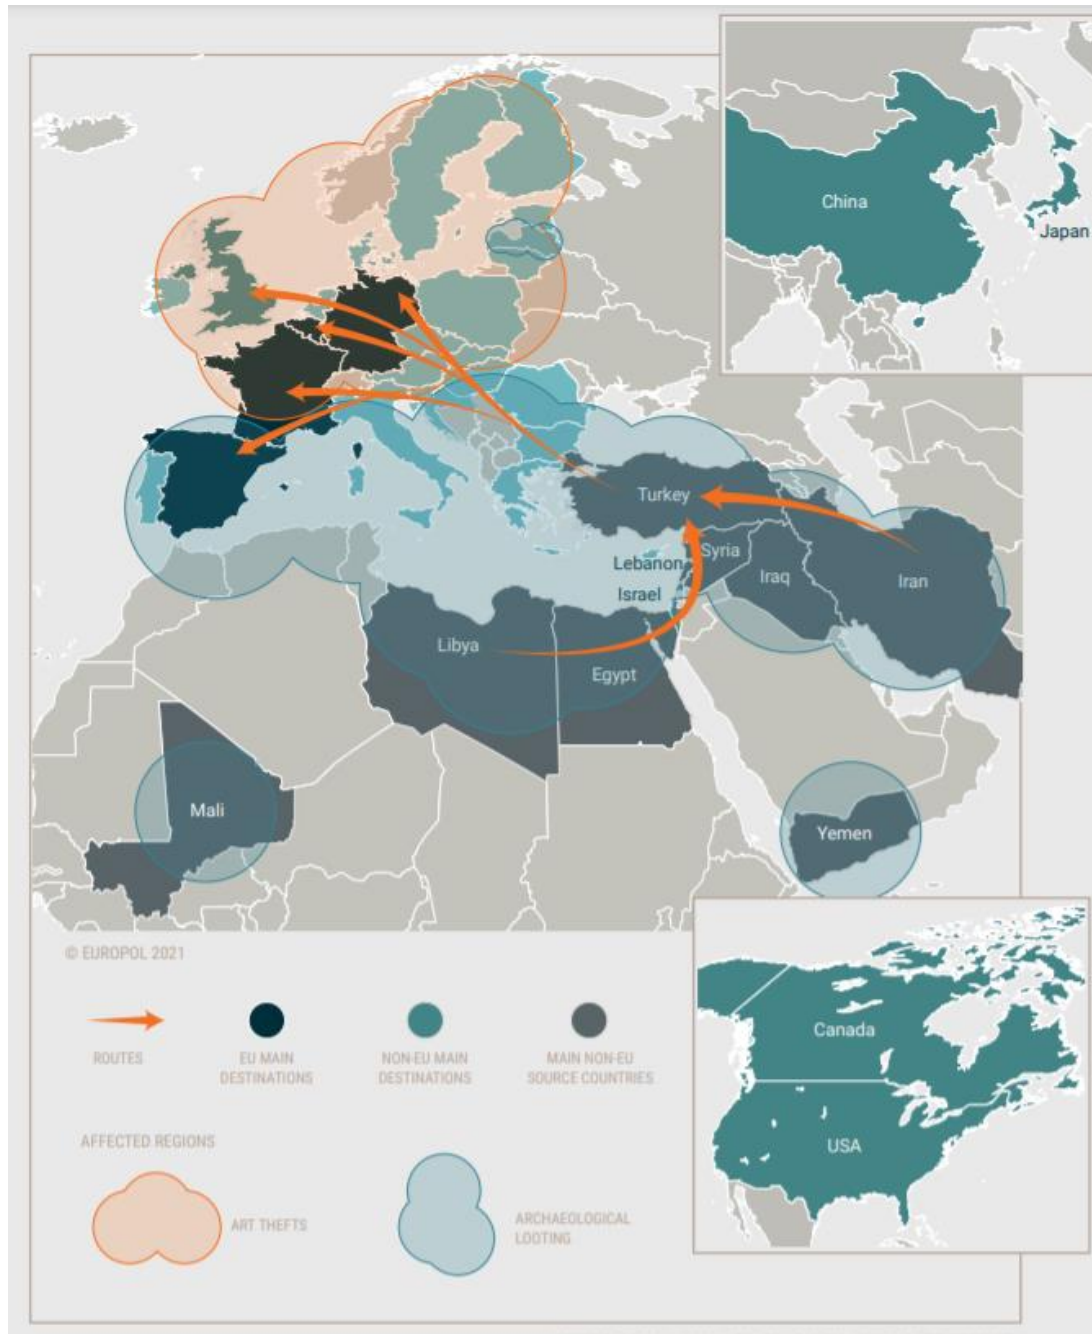 China
Japan
Turkey
Lebanon
Syria
Israel
Iraq
Iran
Libya
Egypt
Mali
Yemen
© EUROPOL 2021
ROUTES
EU MAIN
DESTINATIONS
NON-EU MAIN
DESTINATIONS
MAIN NON-EU
SOURCE COUNTRIES
AFFECTED REGIONS
ART THEFTS
ARCHAEOLOGICAL
LOOTING
Canada
USA